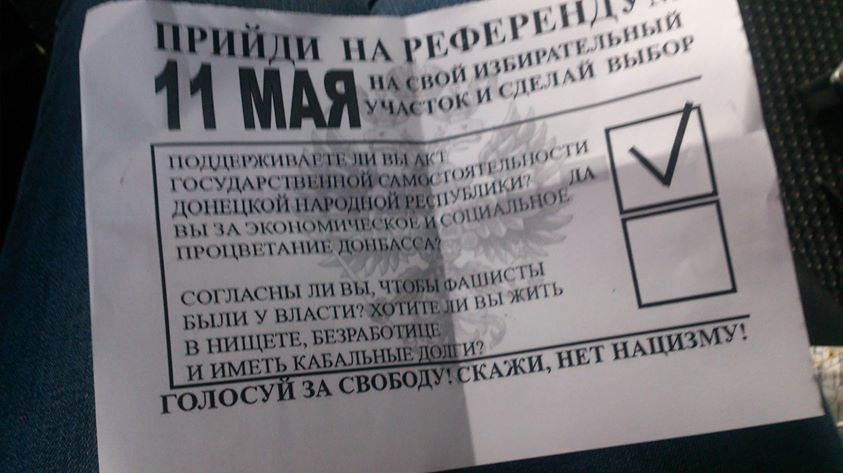 ПРИЙДИ НА РЕФЕРЕНДУМ
11 МАЯ
НА СВОЙ ИЗБИРАТЕЛЬНЫЙ
УЧАСТОК И СДЕЛАЙ ВЫБОР
ПОДДЕРЖИВАЕТЕ ЛИ ВЫ АКТ
ГОСУДАРСТВЕННОЙ САМОСТОЯТЕЛЬНОСТИ
ДОНЕЦКОЙ НАРОДНОЙ РЕСПУБЛИКИ? ДА
ВЫ ЗА ЭКОНОМИЧЕСКОЕ И СОЦИАЛЬНОЕ
ПРОЦВЕТАНИЕ ДОНБАССА?
СОГЛАСНЫ ЛИ ВЫ, ЧТОБЫ ФАШИСТЫ
БЫЛИ У ВЛАСТИ? ХОТИТЕ ЛИ ВЫ ЖИТЬ
В НИЩЕТЕ, БЕЗРАБОТИЦЕ
И ИМЕТЬ КАБАЛЬНЫЕ ДОЛГИ?
ГОЛОСУЙ ЗА СВОБОДУ! СКАЖИ, НЕТ НАЦИЗМУ!